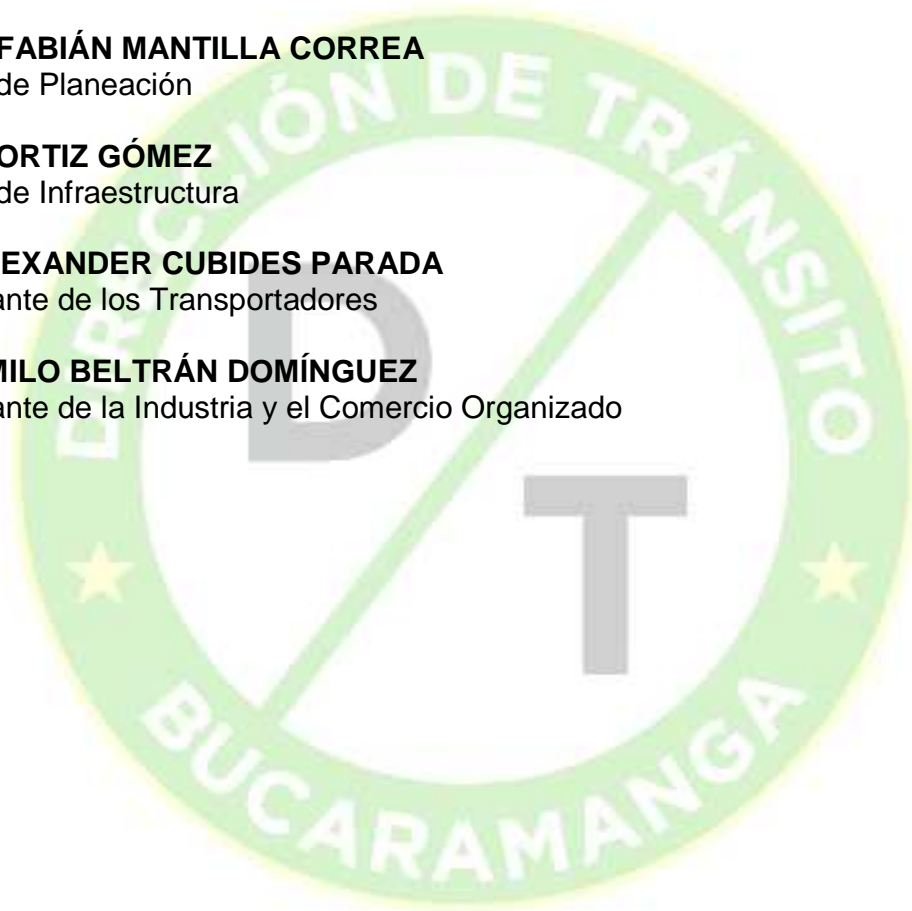 FABIÁN MANTILLA CORREA
de Planeación
ORTIZ GÓMEZ
de Infraestructura
EXANDER CUBIDES PARADA
ante de los Transportadores
MILO BELTRÁN DOMÍNGUEZ
ante de la Industria y el Comercio Organizado
DIRECCIÓN DE TRÁNSITO
D
T
BUCARAMANGA